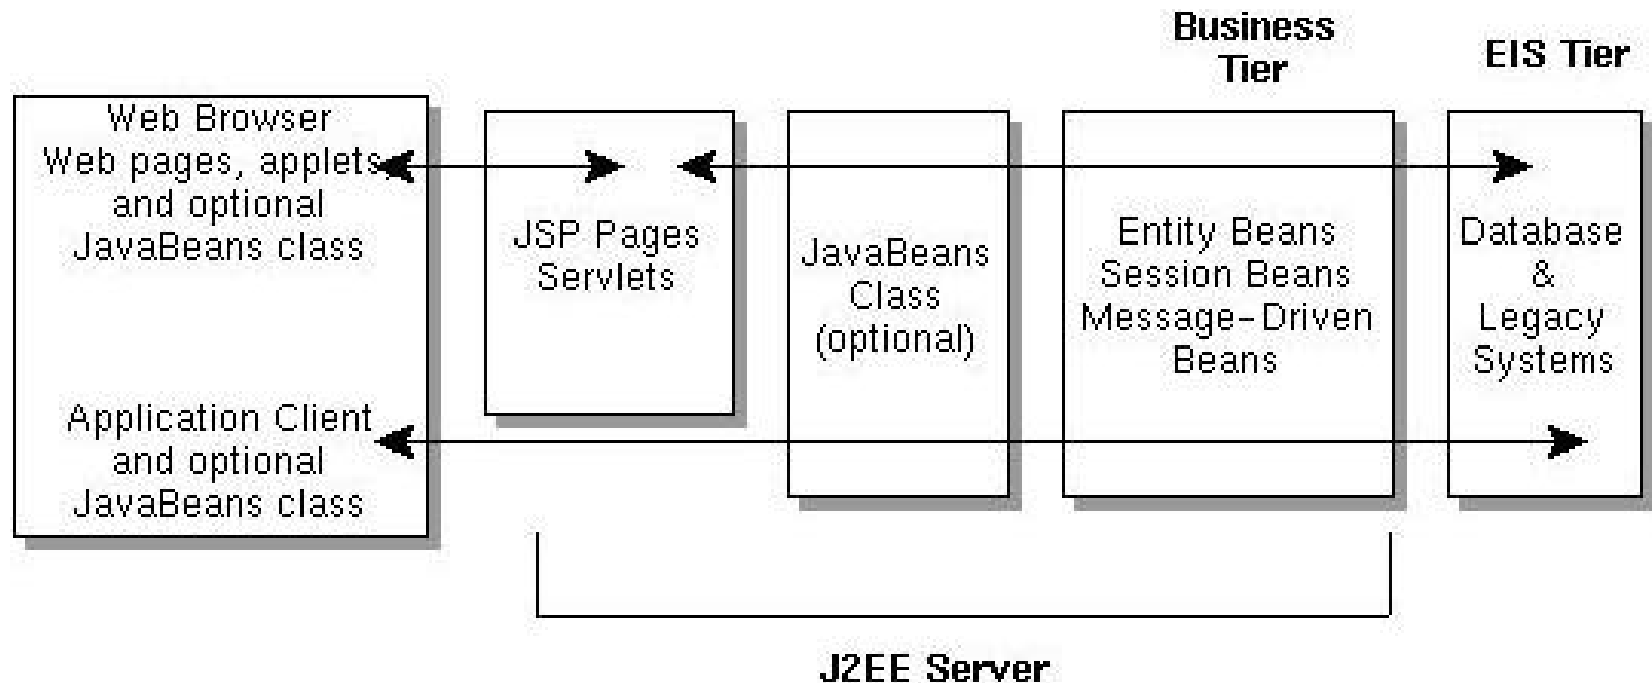 Business
Tier
EIS Tier
Web Browser
Web pages, applets
and optional
JavaBeans class
Application Client
and optional
JavaBeans class
JSP Pages
Servlets
JavaBeans
Class
(optional)
Entity Beans
Session Beans
Message-Driven
Beans
Database
&
Legacy
Systems
J2EE Server